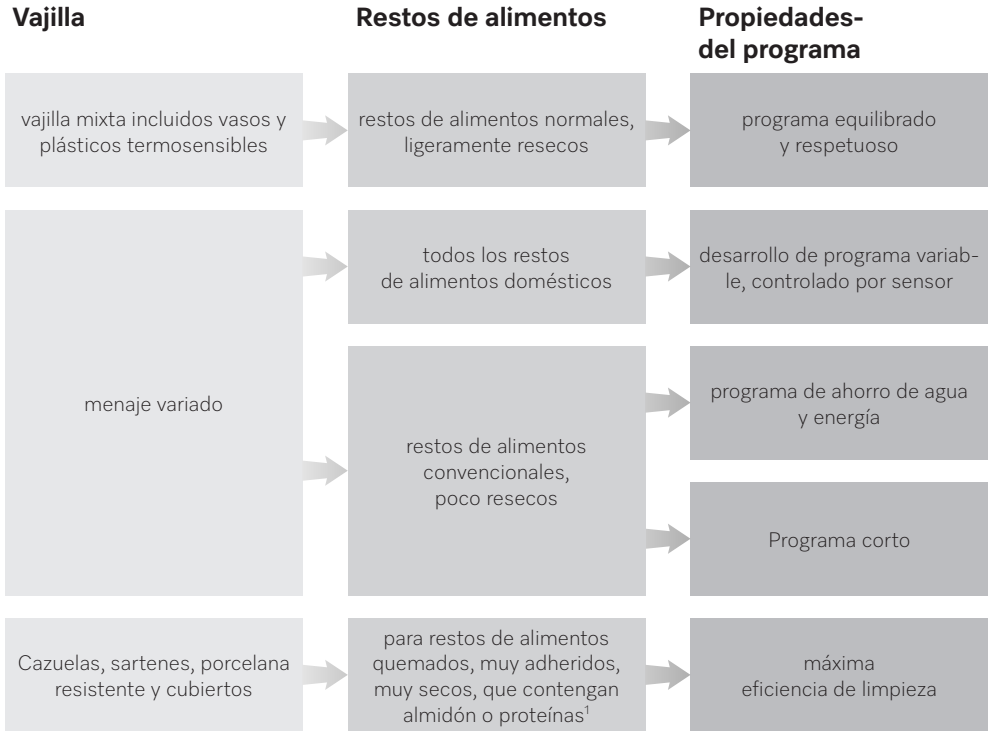 Vajilla
Restos de alimentos
Propiedades-
del programa
vajilla mixta incluidos vasos y
plásticos termosensibles
restos de alimentos normales,
ligeramente resecos
programa equilibrado
y respetuoso
menaje variado
todos los restos
de alimentos domésticos
desarrollo de programa variab-
le, controlado por sensor
restos de alimentos
convencionales,
poco resecos
programa de ahorro de agua
y energía
Programa corto
Cazuelas, sartenes, porcelana
resistente y cubiertos
para restos de alimentos
quemados, muy adheridos,
muy secos, que contengan
almidón o proteínas¹
máxima
eficiencia de limpieza